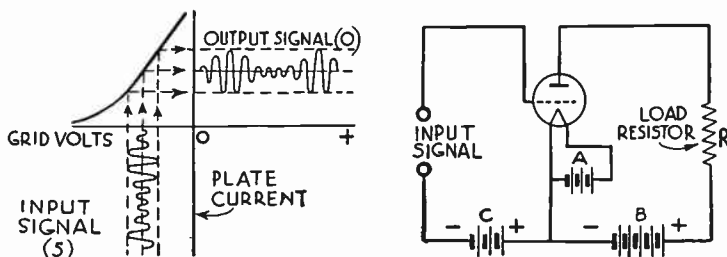 OUTPUT SIGNAL (O)
GRID VOLTS
O
+
PLATE
CURRENT
INPUT
SIGNAL
(S)
INPUT
SIGNAL
LOAD
RESISTOR
R
A
- C +
- B +